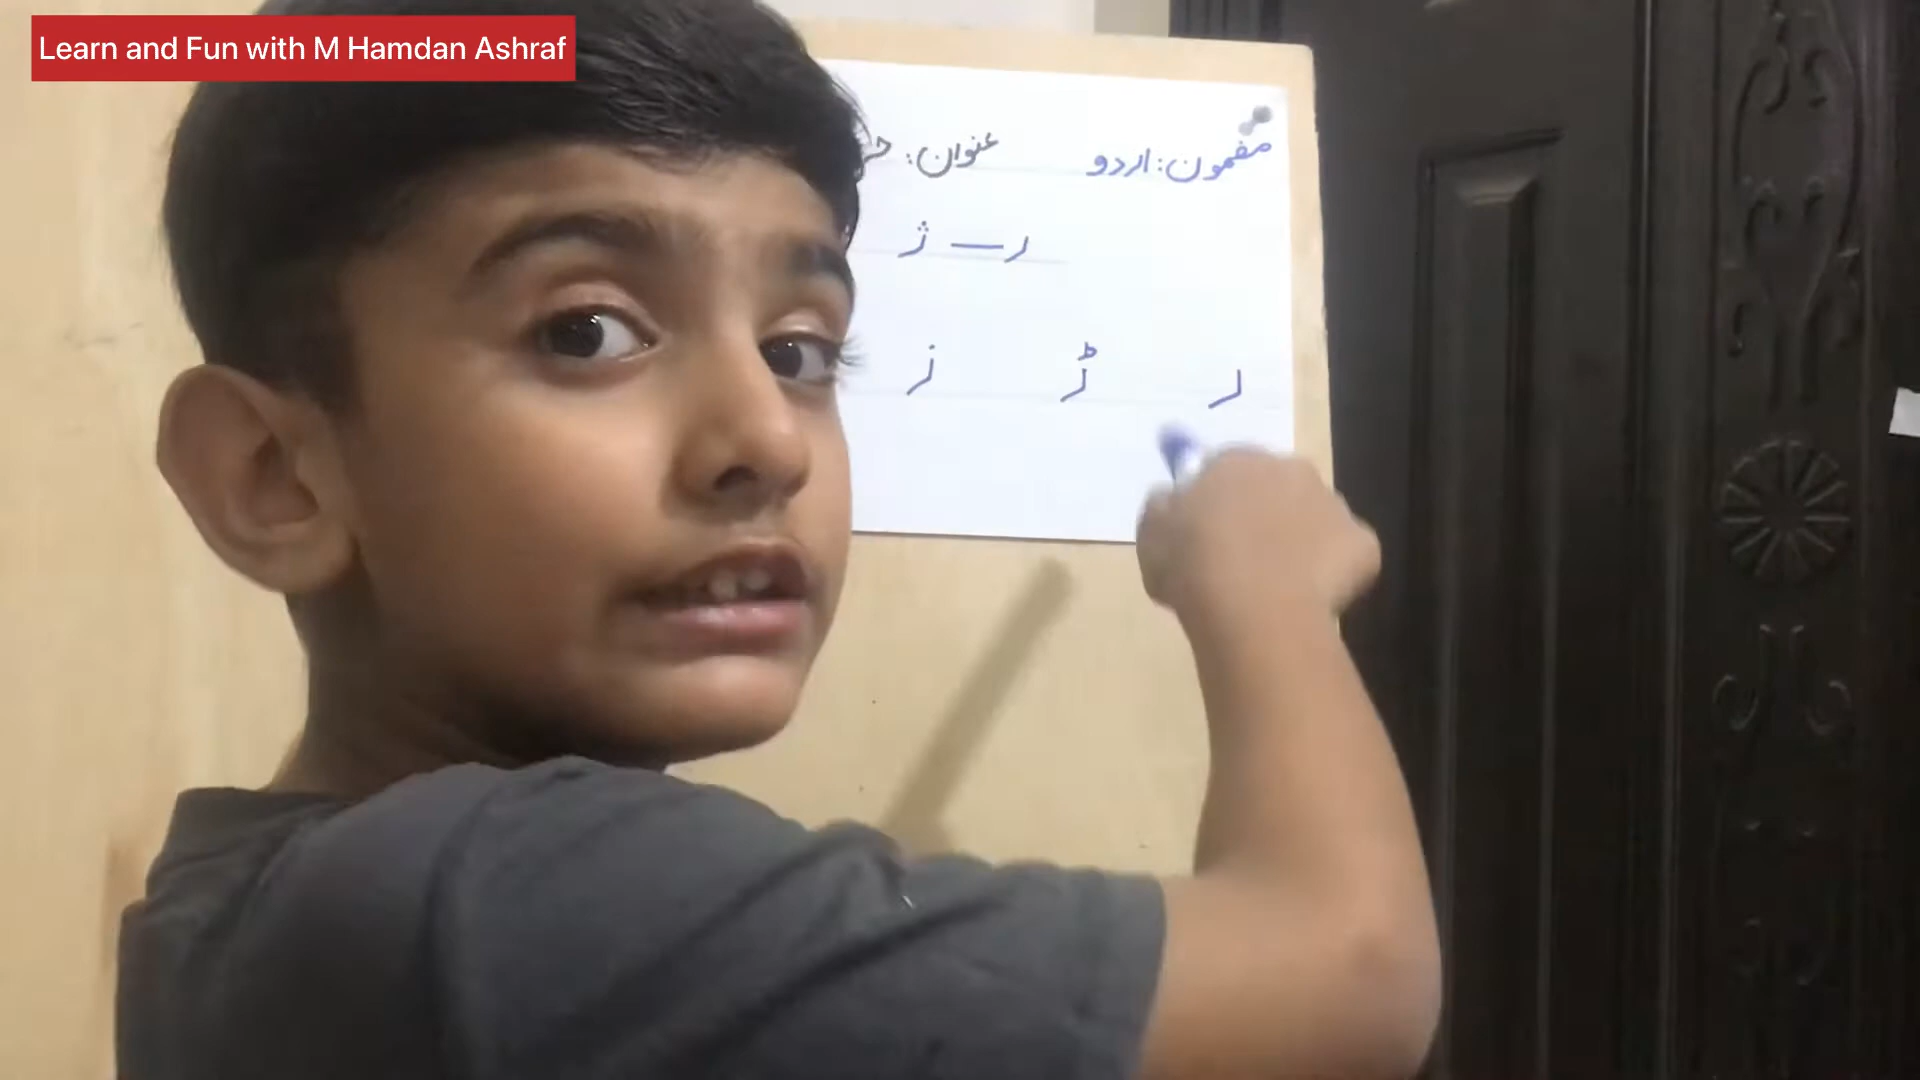 Learn and Fun with M Hamdan Ashraf
مضمون: اردو عنوان:
ر — ژ
ر ڑ ز